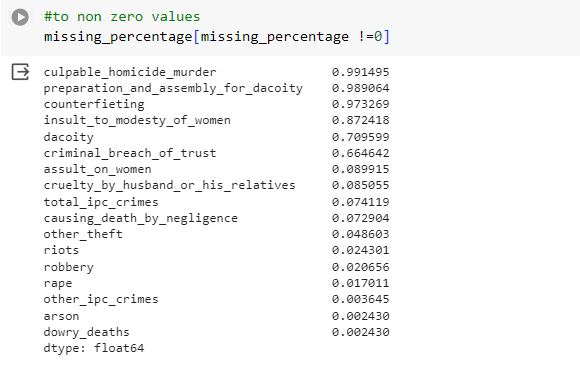 #to non zero values
missing_percentage[missing_percentage !=0]
culpable_homicide_murder 0.991495
preparation_and_assembly_for_dacoity 0.989064
counterfieting 0.973269
insult_to_modesty_of_women 0.872418
dacoity 0.709599
criminal_breach_of_trust 0.664642
assult_on_women 0.089915
cruelty_by_husband_or_his_relatives 0.085055
total_ipc_crimes 0.074119
causing_death_by_negligence 0.072904
other_theft 0.048603
riots 0.024301
robbery 0.020656
rape 0.017011
other_ipc_crimes 0.003645
arson 0.002430
dowry_deaths 0.002430
dtype: float64